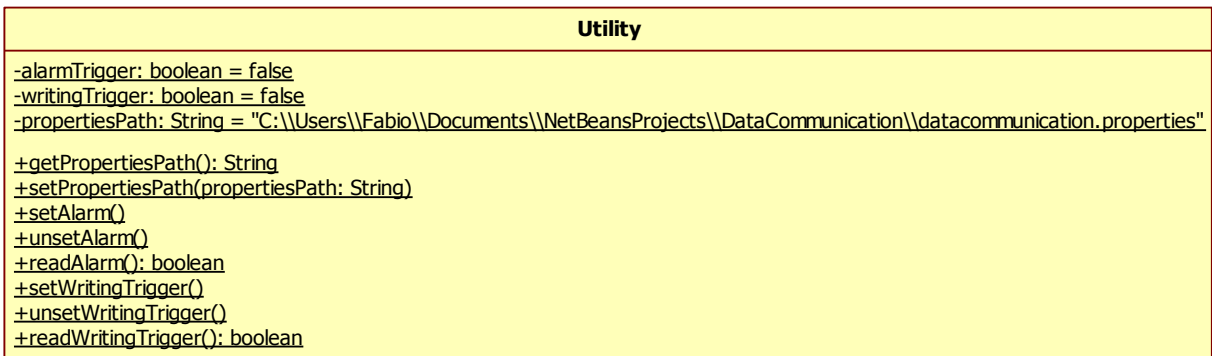 Utility
-alarmTrigger: boolean = false
-writingTrigger: boolean = false
-propertiesPath: String = "C:\\Users\\Fabio\\Documents\\NetBeansProjects\\DataCommunication\\datacommunication.properties"
+getPropertiesPath(): String
+setPropertiesPath(propertiesPath: String)
+setAlarm()
+unsetAlarm()
+readAlarm(): boolean
+setWritingTrigger()
+unsetWritingTrigger()
+readWritingTrigger(): boolean